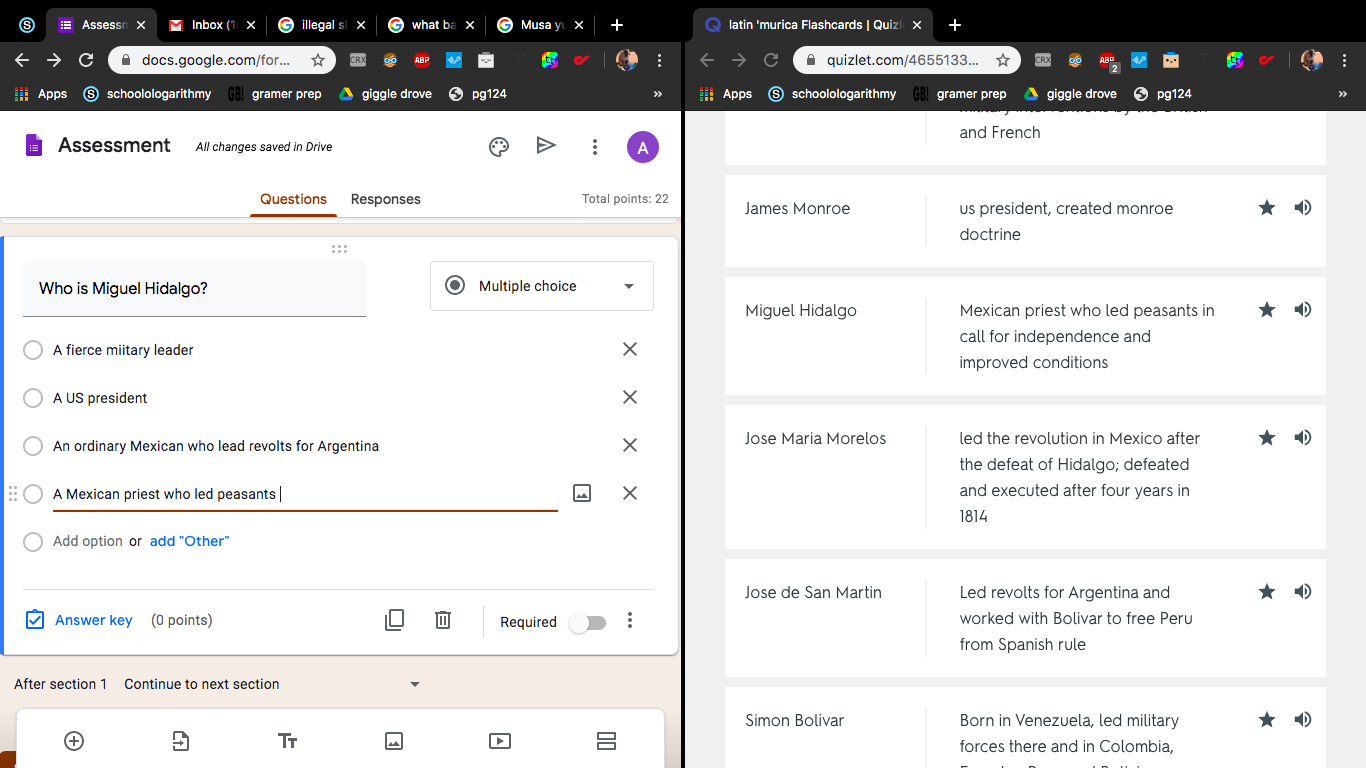 Assessn
Inbox (1
illegal sl
what ba
Musa yu
docs.google.com/for...
CRX
ABP
Apps
schoolologarithmy
GB!
gramer prep
giggle drove
pg124
»
Assessment
All changes saved in Drive
A
Questions
Responses
Total points: 22
Who is Miguel Hidalgo?
Multiple choice
A fierce miitary leader
A US president
An ordinary Mexican who lead revolts for Argentina
A Mexican priest who led peasants
Add option or add "Other"
Answer key (0 points)
Required
After section 1 Continue to next section
Tт
latin 'murica Flashcards | Quizl
quizlet.com/4655133...
CRX
ABP
2
Apps
schoolologarithmy
GB!
gramer prep
giggle drove
pg124
»
military interventions by the British
and French
James Monroe
us president, created monroe
doctrine
Miguel Hidalgo
Mexican priest who led peasants in
call for independence and
improved conditions
Jose Maria Morelos
led the revolution in Mexico after
the defeat of Hidalgo; defeated
and executed after four years in
1814
Jose de San Martin
Led revolts for Argentina and
worked with Bolivar to free Peru
from Spanish rule
Simon Bolivar
Born in Venezuela, led military
forces there and in Colombia,